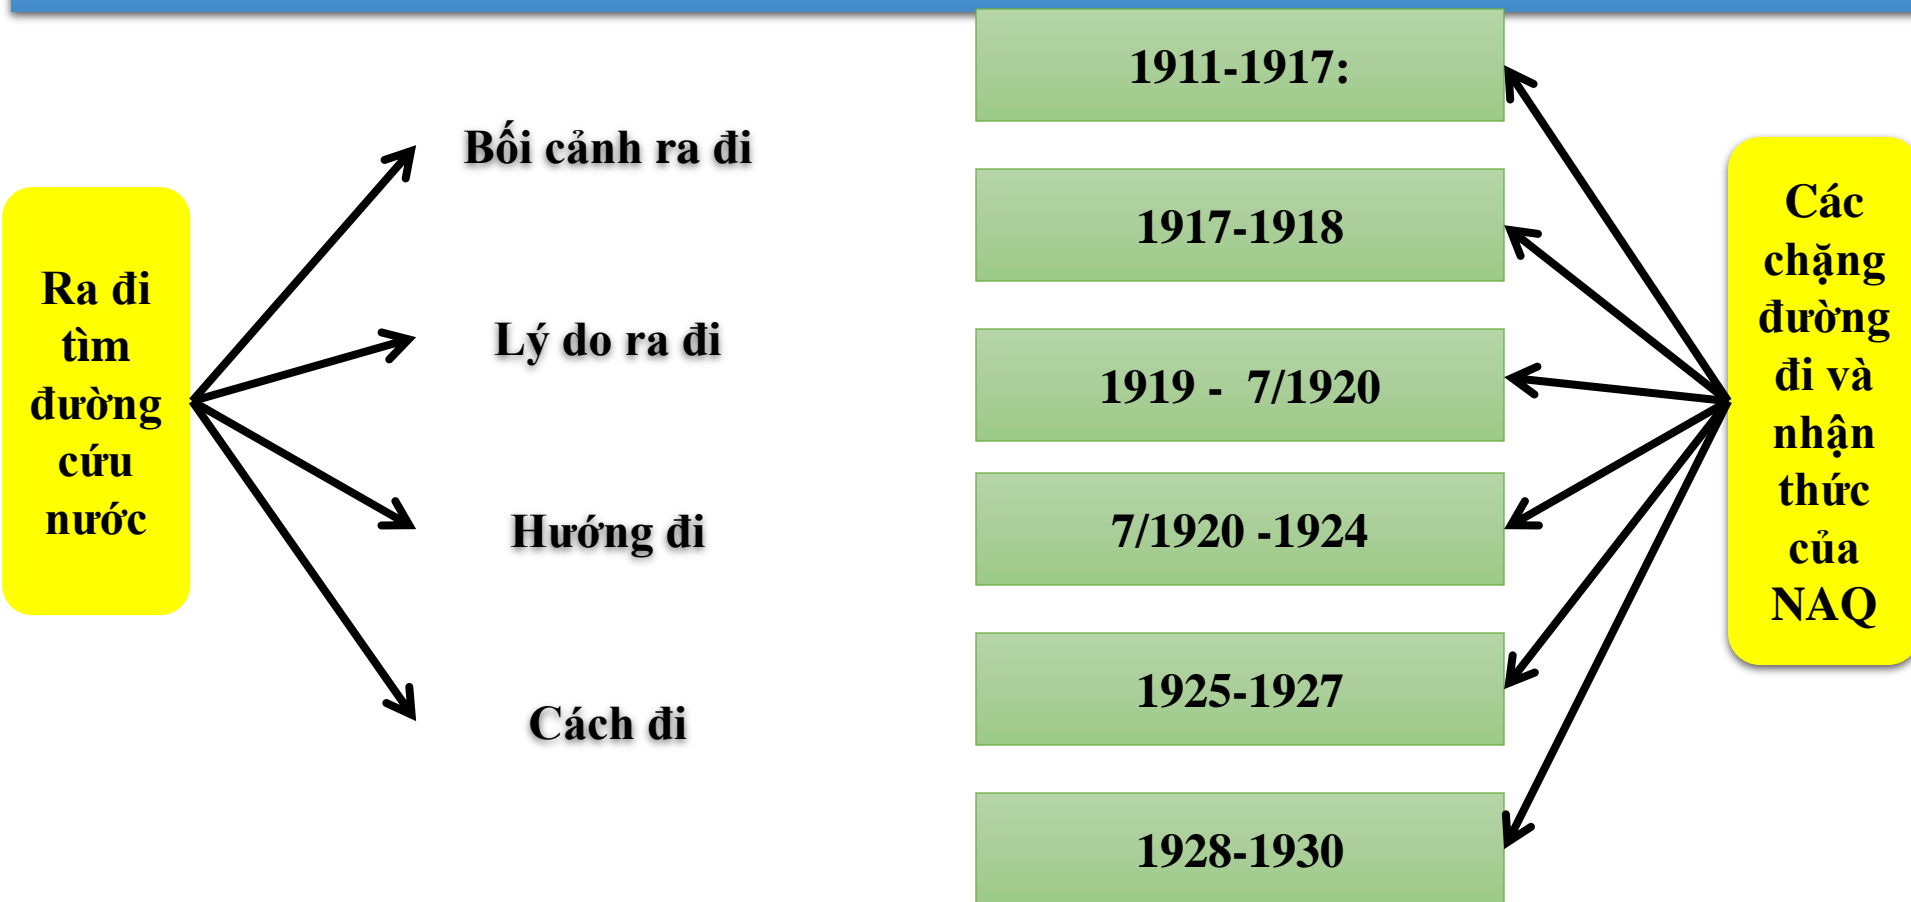 Ra đi
tìm
đường
cứu
nước
Bối cảnh ra đi
Lý do ra đi
Hướng đi
Cách đi
1911-1917:
1917-1918
1919 -  7/1920
7/1920 -1924
1925-1927
1928-1930
Các
chặng
đường
đi và
nhận
thức
của
NAQ